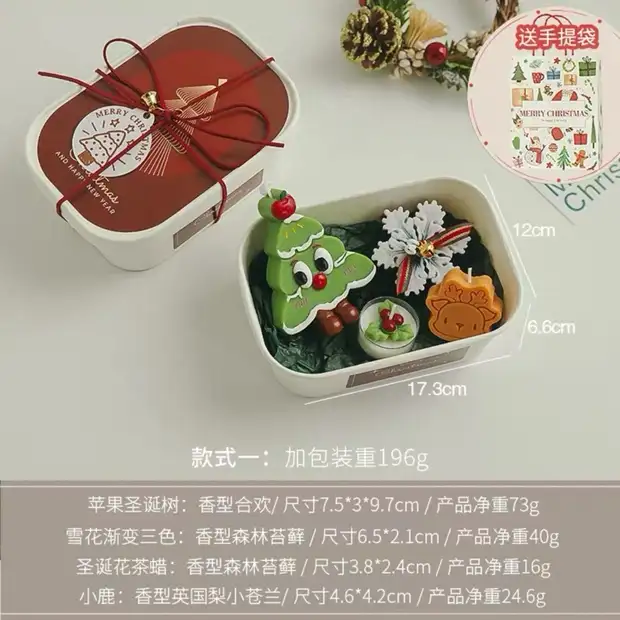 送手提袋
MERRY CHRISTMAS
MERRY CHRISTMAS
Christmas
AND HAPPY NEW YEAR
Chris
12cm
6.6cm
17.3cm
款式一：加包装重196g
苹果圣诞树：香型合欢/ 尺寸7.5*3*9.7cm / 产品净重73g
雪花渐变三色：香型森林苔藓 / 尺寸6.5*2.1cm / 产品净重40g
圣诞花茶蜡：香型森林苔藓 / 尺寸3.8*2.4cm / 产品净重16g
小鹿：香型英国梨小苍兰 / 尺寸4.6*4.2cm / 产品净重24.6g